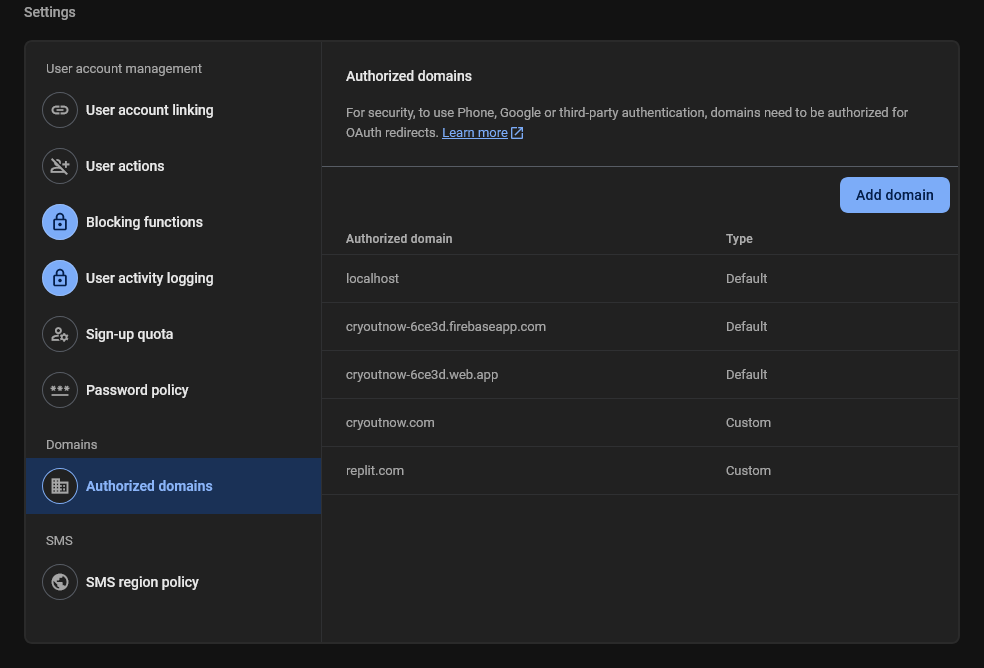 Settings
User account management
User account linking
User actions
Blocking functions
User activity logging
Sign-up quota
Password policy
Domains
Authorized domains
SMS
SMS region policy
Authorized domains
For security, to use Phone, Google or third-party authentication, domains need to be authorized for
OAuth redirects. Learn more
Add domain
Authorized domain Type
localhost Default
cryoutnow-6ce3d.firebaseapp.com Default
cryoutnow-6ce3d.web.app Default
cryoutnow.com Custom
replit.com Custom